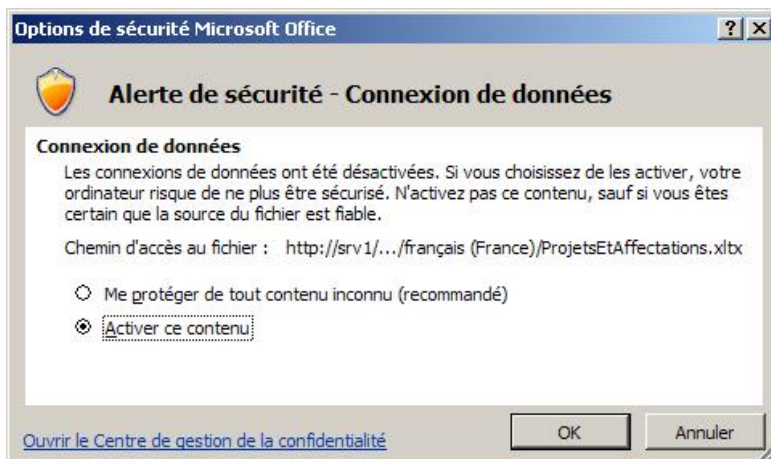 Options de sécurité Microsoft Office
? X
Alerte de sécurité - Connexion de données
Connexion de données
Les connexions de données ont été désactivées. Si vous choisissez de les activer, votre
ordinateur risque de ne plus être sécurisé. N'activez pas ce contenu, sauf si vous êtes
certain que la source du fichier est fiable.
Chemin d'accès au fichier : http://srv1/.../français (France)/ProjetsEtAffectations.xltx
Me protéger de tout contenu inconnu (recommandé)
Activer ce contenu
Ouvrir le Centre de gestion de la confidentialité
OK
Annuler